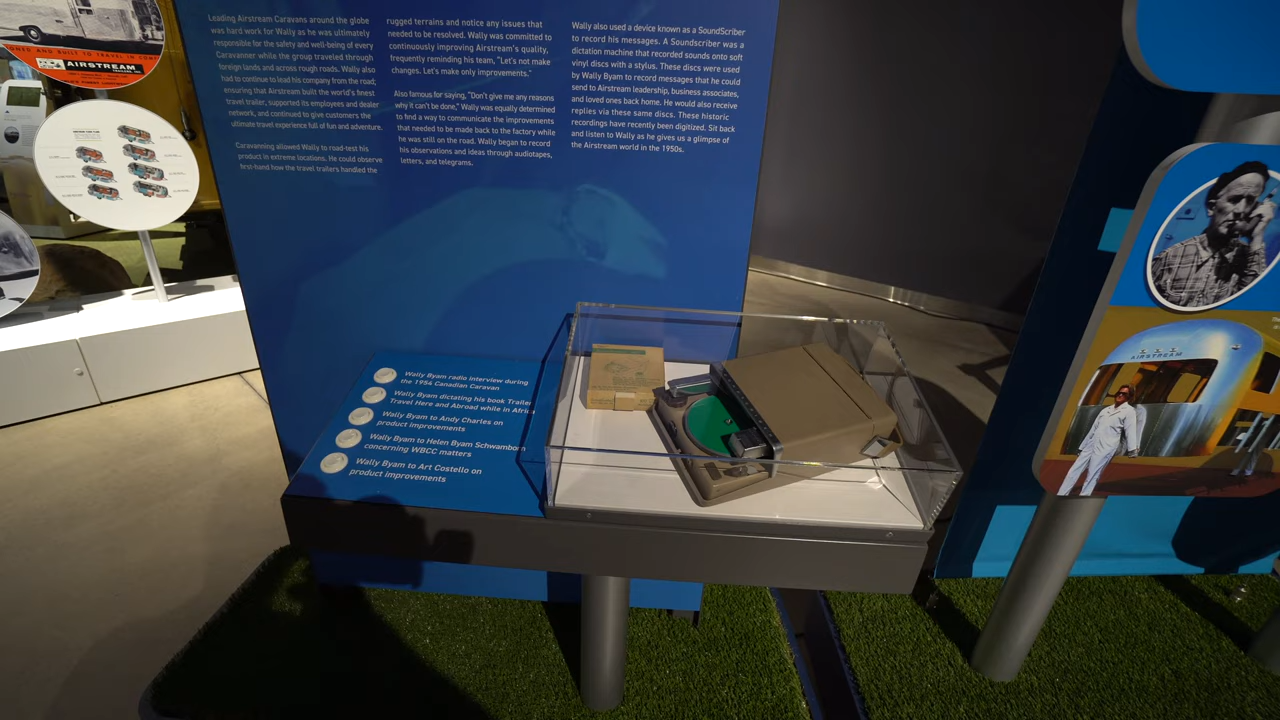 Leading Airstream Caravans around the globe
was hard work for Wally as he was ultimately
responsible for the safety and well-being of every
Caravanner while the group traveled through
foreign lands and across rough roads. Wally also
had to continue to lead his company from the road;
ensuring that Airstream built the world's finest
travel trailer, supported its employees and dealer
network, and continued to give customers the
ultimate travel experience full of fun and adventure.
Caravanning allowed Wally to road-test his
product in extreme locations. He could observe
first-hand how the travel trailers handled the
rugged terrains and notice any issues that
needed to be resolved. Wally was committed to
continuously improving Airstream's quality,
frequently reminding his team, "Let's not make
changes. Let's make only improvements."
Also famous for saying, "Don't give me any reasons
why it can't be done," Wally was equally determined
to find a way to communicate the improvements
that needed to be made back to the factory while
he was still on the road. Wally began to record
his observations and ideas through audiotapes,
letters, and telegrams.
Wally also used a device known as a SoundScriber
to record his messages. A Soundscriber was a
dictation machine that recorded sounds onto soft
vinyl discs with a stylus. These discs were used
by Wally Byam to record messages that he could
send to Airstream leadership, business associates,
and loved ones back home. He would also receive
replies via these same discs. These historic
recordings have recently been digitized. Sit back
and listen to Wally as he gives us a glimpse of
the Airstream world in the 1950s.
Wally Byam radio interview during
the 1954 Canadian Caravan
Wally Byam dictating his book Trailer
Travel Here and Abroad while in Africa
Wally Byam to Andy Charles on
product improvements
Wally Byam to Helen Byam Schwamborn
concerning WBCC matters
Wally Byam to Art Costello on
product improvements
AND BUILT TO TRAVEL IN
AIRSTREAM
AIRSTREAM